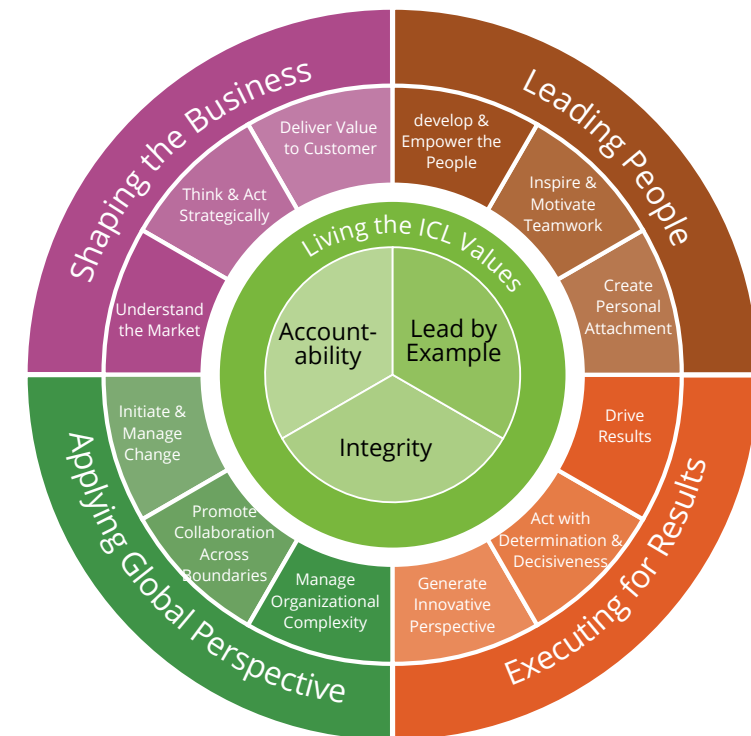 Shaping the Business
Deliver Value
to Customer
Think & Act
Strategically
Understand
the Market
Leading People
develop &
Empower the
People
Inspire &
Motivate
Teamwork
Create
Personal
Attachment
Living the ICL Values
Account-
ability
Lead by
Example
Integrity
Applying Global Perspective
Initiate &
Manage
Change
Promote
Collaboration
Across
Boundaries
Manage
Organizational
Complexity
Executing for Results
Drive
Results
Act with
Determination &
Decisiveness
Generate
Innovative
Perspective